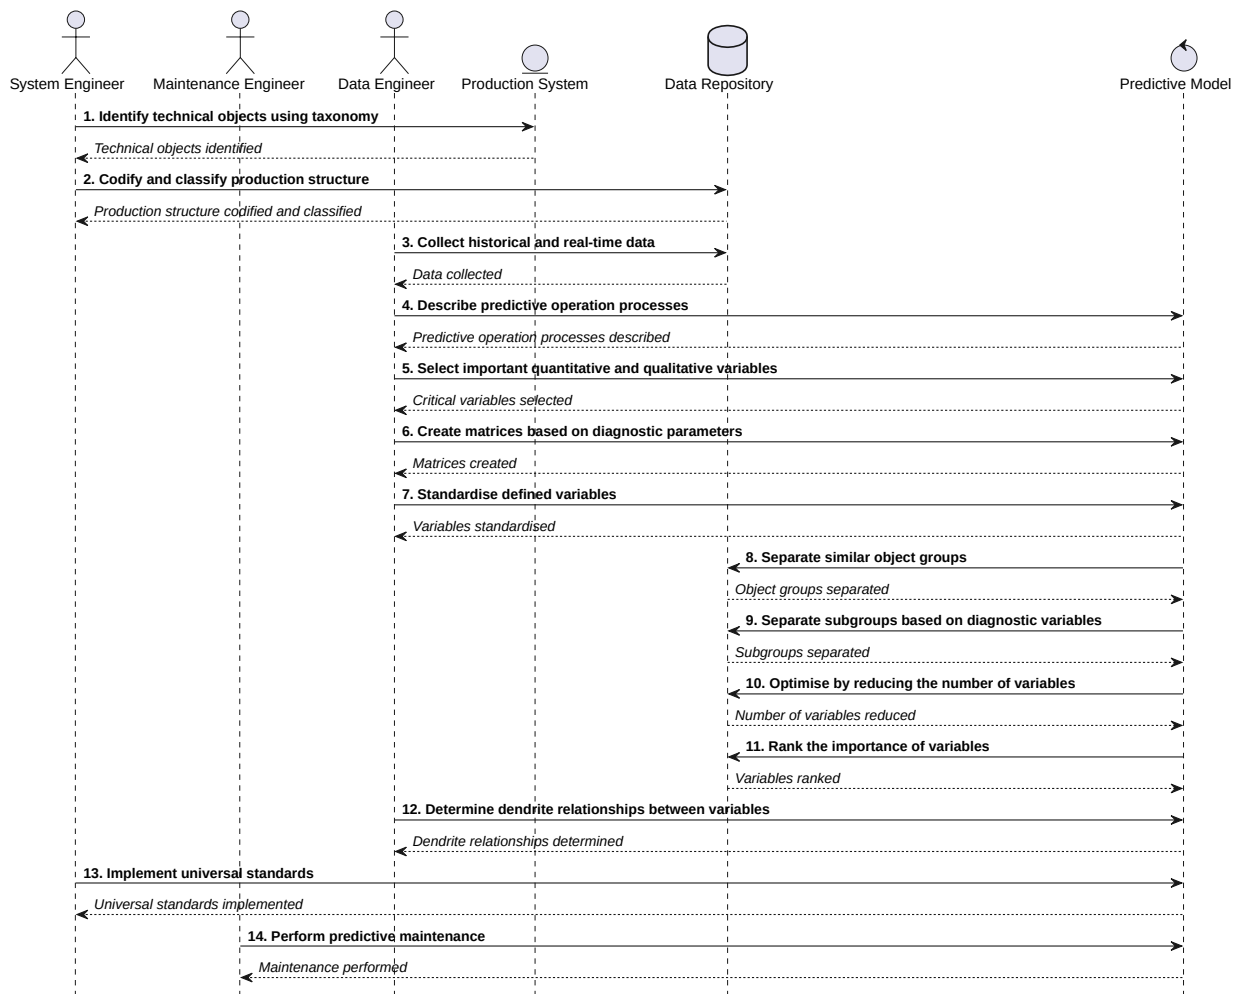 System Engineer
Maintenance Engineer
Data Engineer
Production System
Data Repository
Predictive Model
1. Identify technical objects using taxonomy
Technical objects identified
2. Codify and classify production structure
Production structure codified and classified
3. Collect historical and real-time data
Data collected
4. Describe predictive operation processes
Predictive operation processes described
5. Select important quantitative and qualitative variables
Critical variables selected
6. Create matrices based on diagnostic parameters
Matrices created
7. Standardise defined variables
Variables standardised
8. Separate similar object groups
Object groups separated
9. Separate subgroups based on diagnostic variables
Subgroups separated
10. Optimise by reducing the number of variables
Number of variables reduced
11. Rank the importance of variables
Variables ranked
12. Determine dendrite relationships between variables
Dendrite relationships determined
13. Implement universal standards
Universal standards implemented
14. Perform predictive maintenance
Maintenance performed